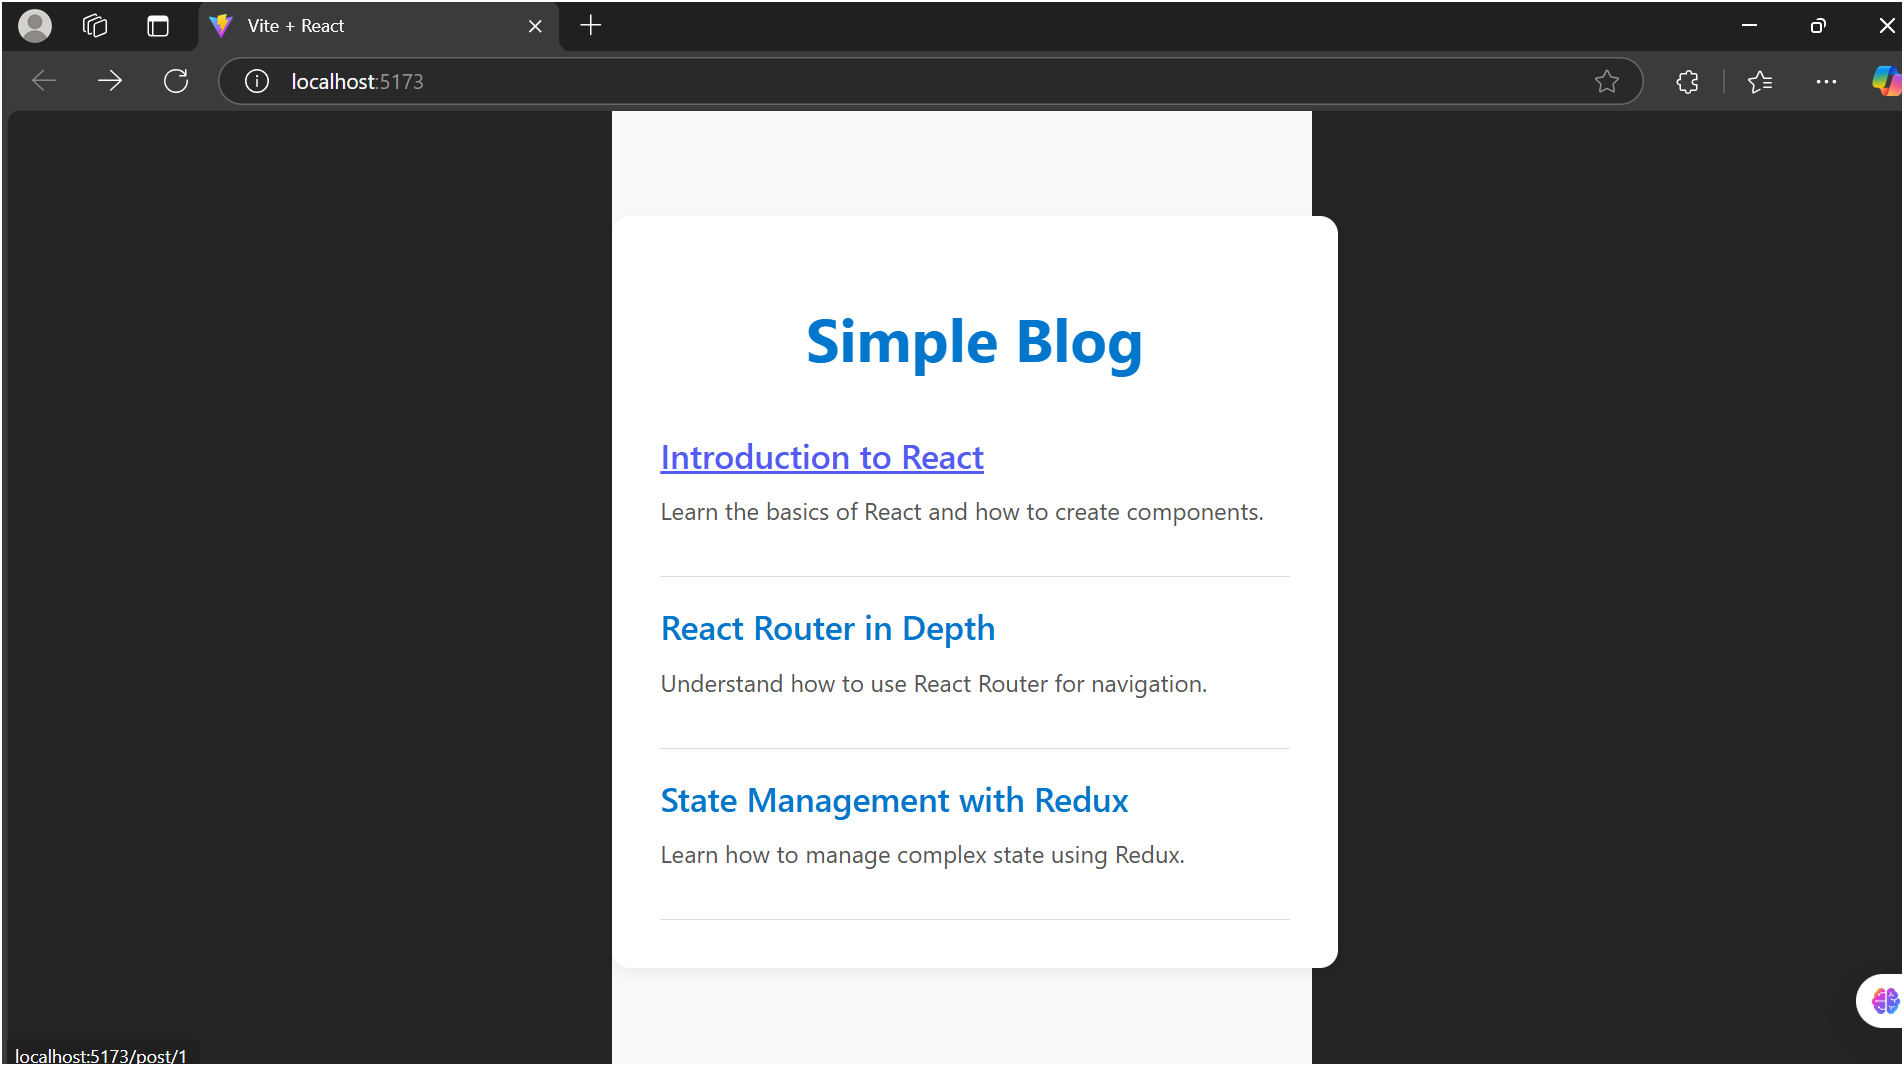 Vite + React
localhost:5173
Simple Blog
Introduction to React
Learn the basics of React and how to create components.
React Router in Depth
Understand how to use React Router for navigation.
State Management with Redux
Learn how to manage complex state using Redux.
localhost:5173/post/1